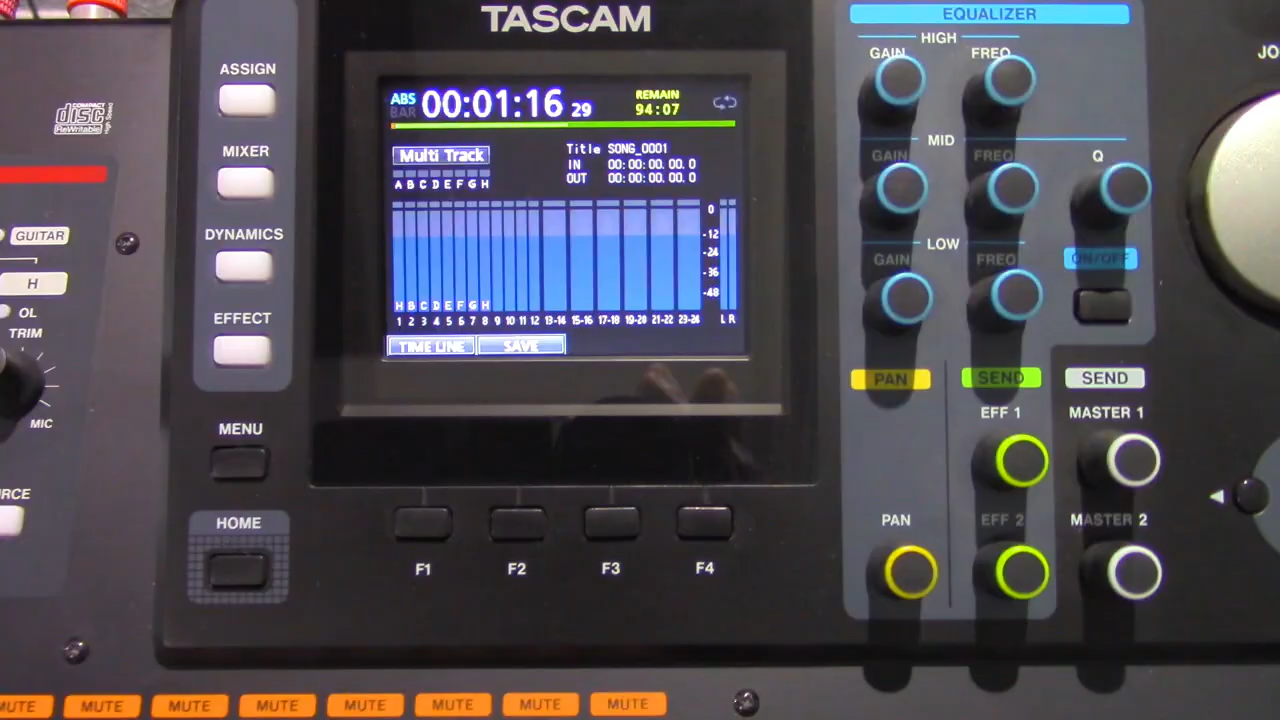 TASCAM
COMPACT
disc
ReWritable
High Speed
GUITAR
H
OL
TRIM
MIC
RCE
ASSIGN
MIXER
DYNAMICS
EFFECT
MENU
HOME
ABS
BAR
00:01:16 29
REMAIN
94:07
Multi Track
Title SONG_0001
IN 00:00:00.00.0
OUT 00:00:00.00.0
A B C D E F G H
0
-12
-24
-36
-48
H B C D E F G H
1 2 3 4 5 6 7 8 9 10 11 12 13-14 15-16 17-18 19-20 21-22 23-24 L R
TIME LINE SAVE
F1 F2 F3 F4
EQUALIZER
HIGH
GAIN FREQ
MID
GAIN FREQ Q
LOW
GAIN FREQ ON/OFF
PAN SEND SEND
EFF 1 MASTER 1
PAN EFF 2 MASTER 2
JO
MUTE MUTE MUTE MUTE MUTE MUTE MUTE MUTE